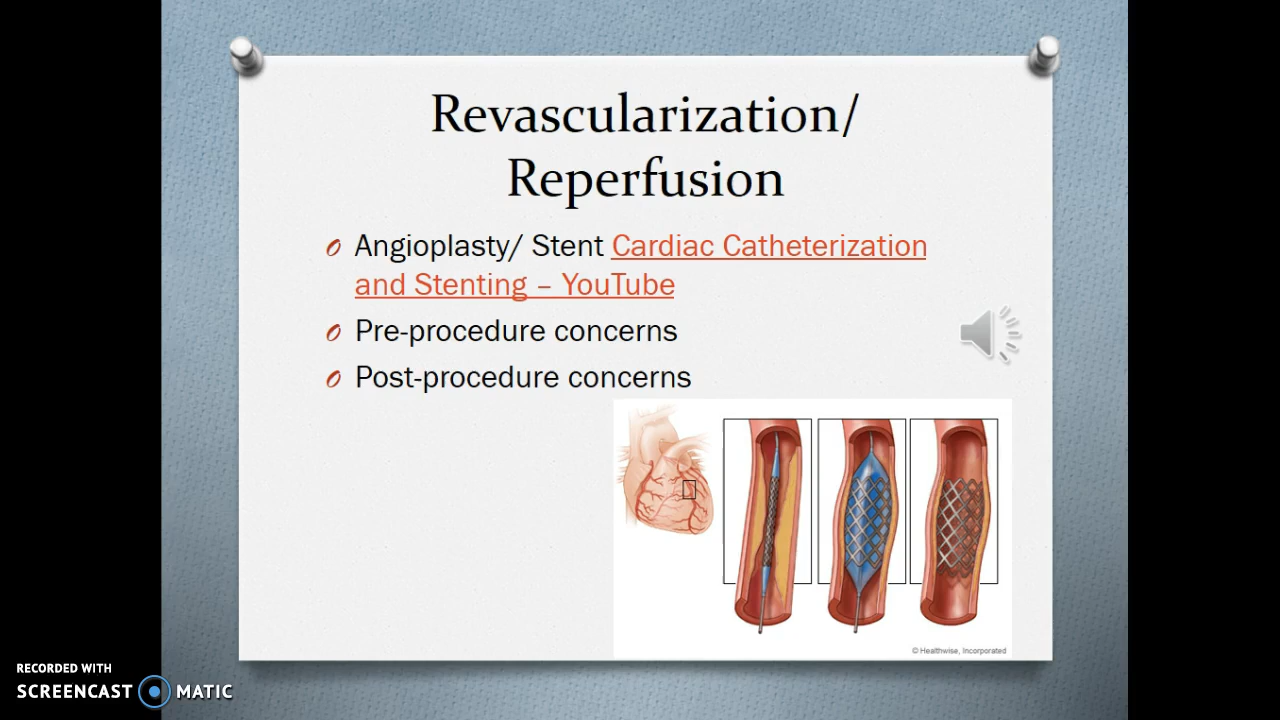 Revascularization/
Reperfusion
Angioplasty/ Stent Cardiac Catheterization
and Stenting – YouTube
Pre-procedure concerns
Post-procedure concerns
© Healthwise, Incorporated
RECORDED WITH
SCREENCAST MATIC